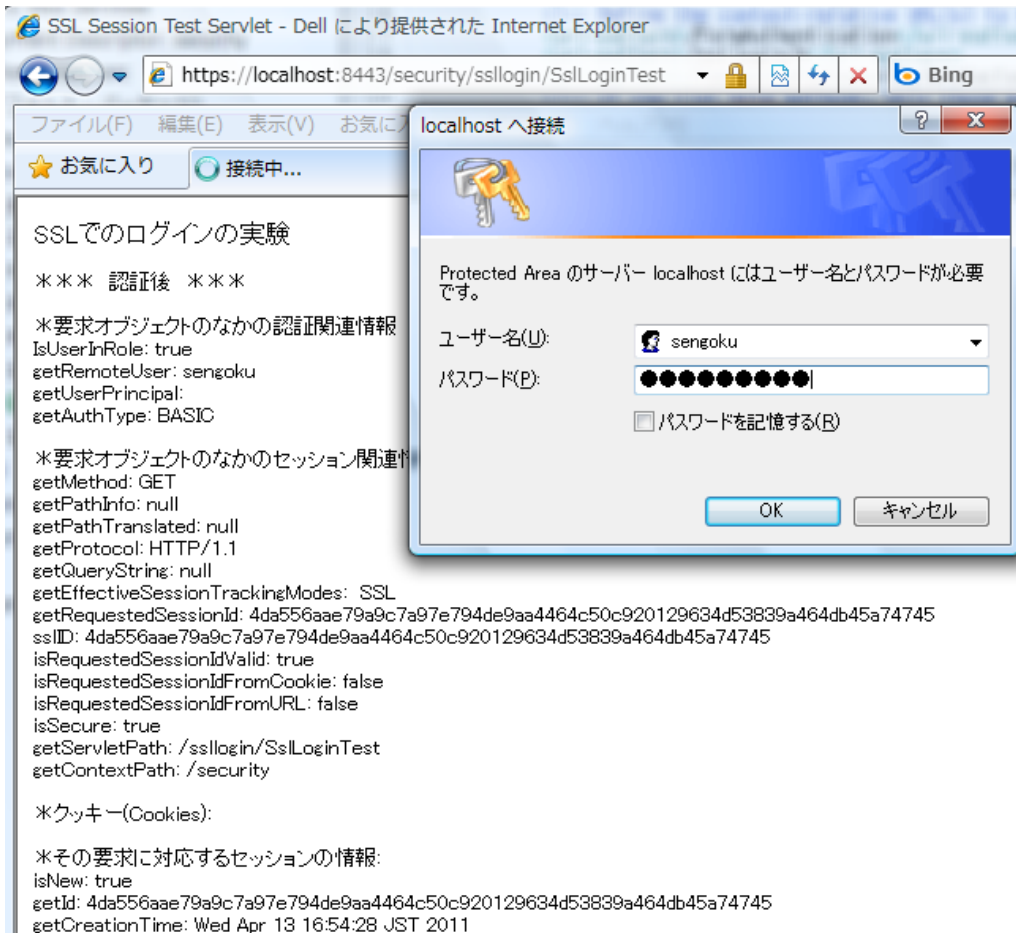 SSL Session Test Servlet - Dell により提供された Internet Explorer
https://localhost:8443/security/ssllogin/SslLoginTest
Bing
ファイル(F) 編集(E) 表示(V) お気に
お気に入り
接続中...
localhost へ接続
Protected Area のサーバー localhost にはユーザー名とパスワードが必要
です。
ユーザー名(U):
sengoku
パスワード(P):
●●●●●●●●●
パスワードを記憶する(R)
OK
キャンセル
SSLでのログインの実験
＊＊＊ 認証後 ＊＊＊
＊要求オブジェクトのなかの認証関連情報
IsUserInRole: true
getRemoteUser: sengoku
getUserPrincipal:
getAuthType: BASIC
＊要求オブジェクトのなかのセッション関連
getMethod: GET
getPathInfo: null
getPathTranslated: null
getProtocol: HTTP/1.1
getQueryString: null
getEffectiveSessionTrackingModes: SSL
getRequestedSessionId: 4da556aae79a9c7a97e794de9aa4464c50c920129634d53839a464db45a74745
sslID: 4da556aae79a9c7a97e794de9aa4464c50c920129634d53839a464db45a74745
isRequestedSessionIdValid: true
isRequestedSessionIdFromCookie: false
isRequestedSessionIdFromURL: false
isSecure: true
getServletPath: /ssllogin/SslLoginTest
getContextPath: /security
＊クッキー(Cookies):
＊その要求に対応するセッションの情報:
isNew: true
getId: 4da556aae79a9c7a97e794de9aa4464c50c920129634d53839a464db45a74745
getCreationTime: Wed Apr 13 16:54:28 JST 2011